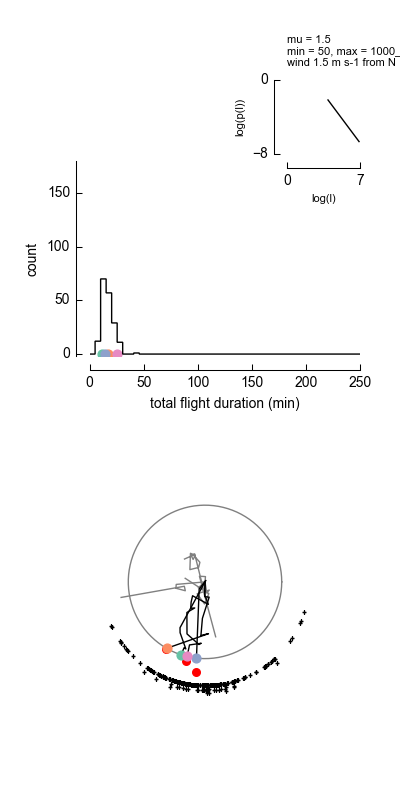 mu = 1.5
min = 50, max = 1000_
wind 1.5 m s-1 from N
0
log(p(l))
−8
0
7
log(l)
150
100
50
0
count
0
50
100
150
200
250
total flight duration (min)